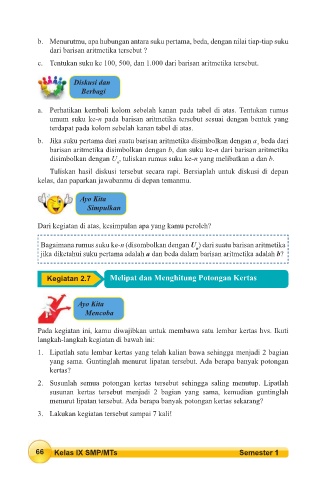 b. Menurutmu, apa hubungan antara suku pertama, beda, dengan nilai tiap-tiap suku
dari barisan aritmetika tersebut ?
c. Tentukan suku ke 100, 500, dan 1.000 dari barisan aritmetika tersebut.
Diskusi dan
Berbagi
a. Perhatikan kembali kolom sebelah kanan pada tabel di atas. Tentukan rumus
umum suku ke-n pada barisan aritmetika tersebut sesuai dengan bentuk yang
terdapat pada kolom sebelah kanan tabel di atas.
b. Jika suku pertama dari suatu barisan aritmetika disimbolkan dengan a, beda dari
barisan aritmetika disimbolkan dengan b, dan suku ke-n dari barisan aritmetika
disimbolkan dengan Un, tuliskan rumus suku ke-n yang melibatkan a dan b.
Tuliskan hasil diskusi tersebut secara rapi. Bersiaplah untuk diskusi di depan
kelas, dan paparkan jawabanmu di depan temanmu.
Ayo Kita
Simpulkan
Dari kegiatan di atas, kesimpulan apa yang kamu peroleh?
Bagaimana rumus suku ke-n (disombolkan dengan Un) dari suatu barisan aritmetika
jika diketahui suku pertama adalah a dan beda dalam barisan aritmetika adalah b?
Kegiatan 2.7 Melipat dan Menghitung Potongan Kertas
Ayo Kita
Mencoba
Pada kegiatan ini, kamu diwajibkan untuk membawa satu lembar kertas hvs. Ikuti
langkah-langkah kegiatan di bawah ini:
1. Lipatlah satu lembar kertas yang telah kalian bawa sehingga menjadi 2 bagian
yang sama. Guntinglah menurut lipatan tersebut. Ada berapa banyak potongan
kertas?
2. Susunlah semua potongan kertas tersebut sehingga saling menutup. Lipatlah
susunan kertas tersebut menjadi 2 bagian yang sama, kemudian guntinglah
menurut lipatan tersebut. Ada berapa banyak potongan kertas sekarang?
3. Lakukan kegiatan tersebut sampai 7 kali!
66 Kelas IX SMP/MTs Semester 1